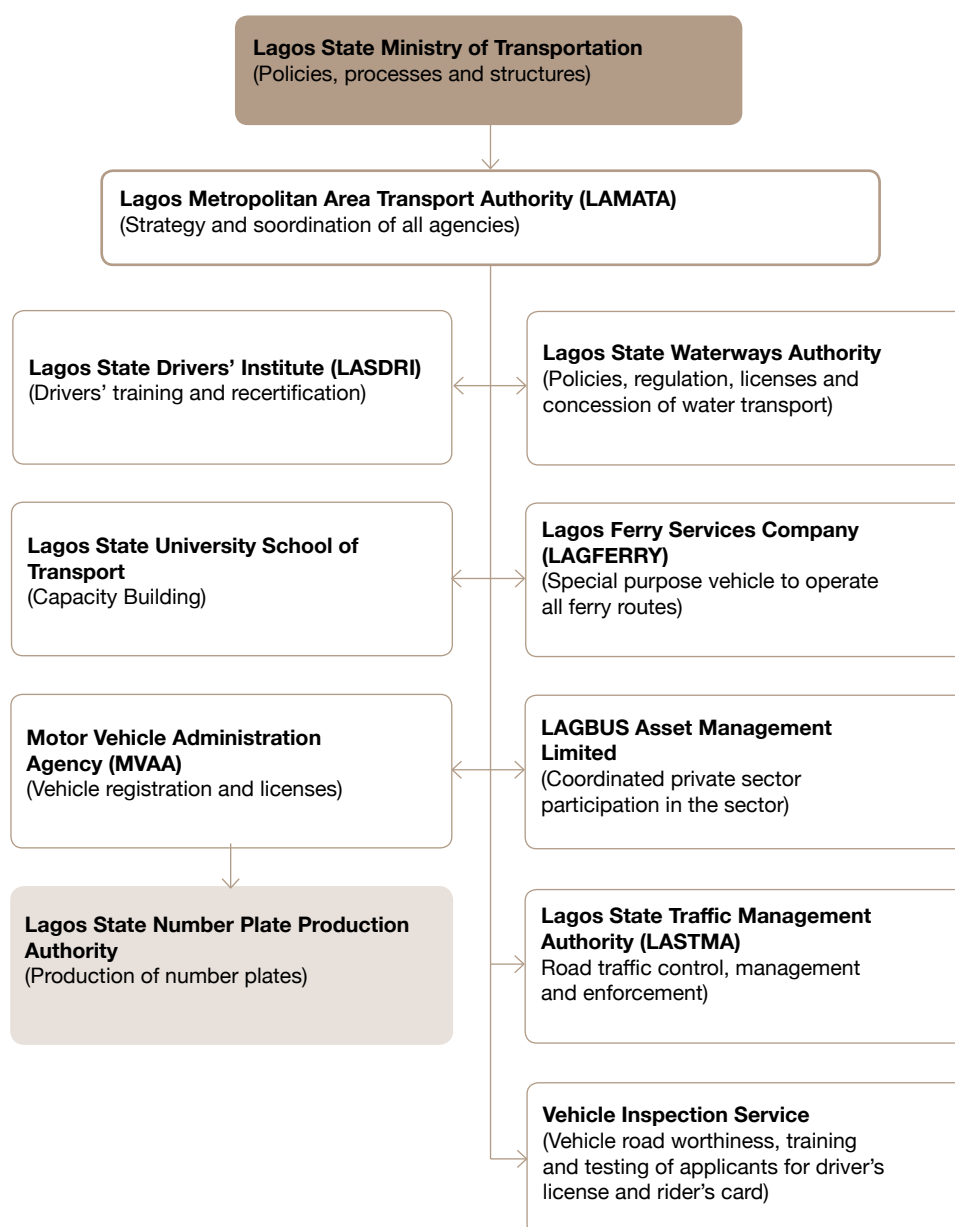 Lagos State Ministry of Transportation
(Policies, processes and structures)
Lagos Metropolitan Area Transport Authority (LAMATA)
(Strategy and soordination of all agencies)
Lagos State Drivers’ Institute (LASDRI)
(Drivers’ training and recertification)
Lagos State Waterways Authority
(Policies, regulation, licenses and
concession of water transport)
Lagos State University School of
Transport
(Capacity Building)
Lagos Ferry Services Company
(LAGFERRY)
(Special purpose vehicle to operate
all ferry routes)
Motor Vehicle Administration
Agency (MVAA)
(Vehicle registration and licenses)
LAGBUS Asset Management
Limited
(Coordinated private sector
participation in the sector)
Lagos State Number Plate Production
Authority
(Production of number plates)
Lagos State Traffic Management
Authority (LASTMA)
Road traffic control, management
and enforcement)
Vehicle Inspection Service
(Vehicle road worthiness, training
and testing of applicants for driver’s
license and rider’s card)